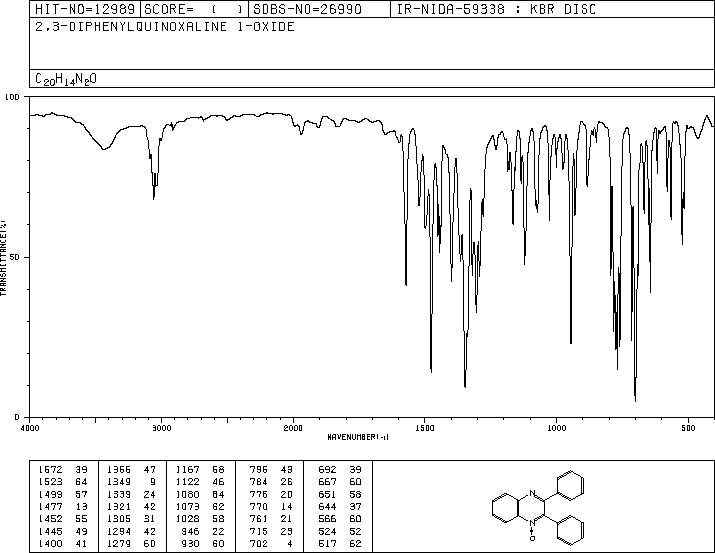 HIT-NO=12989 SCORE= ( ) SDBS-NO=26990 IR-NIDA-59338 : KBR DISC
2,3-DIPHENYLQUINOXALINE 1-OXIDE
C20H14N2O
100
50
0
TRANSMITTANCE(%)
4000 3000 2000 1500 1000 500
WAVENUMBER(-1)
1572 39 1366 47 1167 58 796 43 692 39
1523 64 1349 9 1122 46 784 26 667 60
1499 57 1339 24 1080 64 776 20 651 58
1477 13 1321 42 1073 62 770 14 644 37
1452 55 1305 31 1028 58 761 21 566 60
1445 49 1294 42 946 22 715 23 524 52
1400 41 1279 60 930 60 702 4 517 62
N
N
O